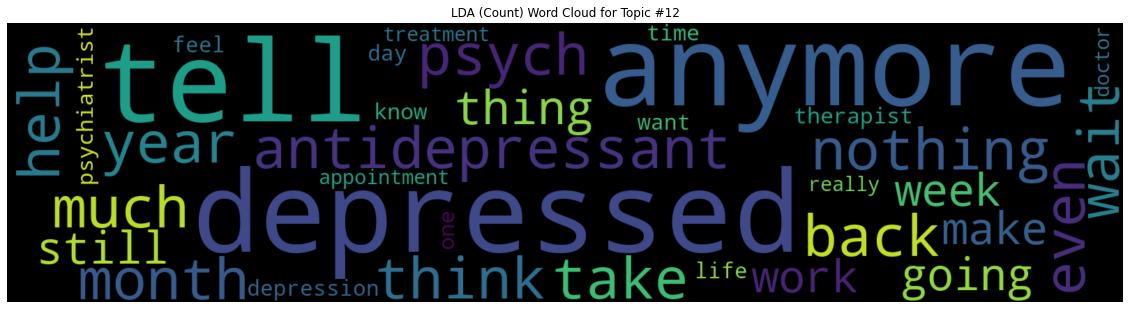 LDA (Count) Word Cloud for Topic #12
feel
treatment
time
tell
psych
anymore
doctor
help
psychiatrist
day
thing
know
want
therapist
year
antidepressant
nothing
wait
appointment
really
week
even
much
depressed
one
back
make
still
month
depression
think
take
life
work
going